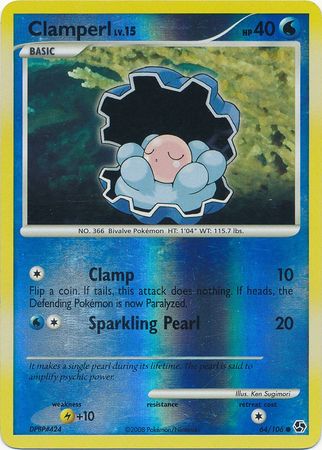 Clamperl LV.15 HP 40
BASIC
NO. 366 Bivalve Pokémon HT: 1'04" WT: 115.7 lbs.
Clamp 10
Flip a coin. If tails, this attack does nothing. If heads, the
Defending Pokémon is now Paralyzed.
Sparkling Pearl 20
It makes a single pearl during its lifetime. The pearl is said to
amplify psychic power.
Illus. Ken Sugimori
weakness resistance retreat cost
+10
DPBP#424 ©2008 Pokémon/Nintendo 64/106